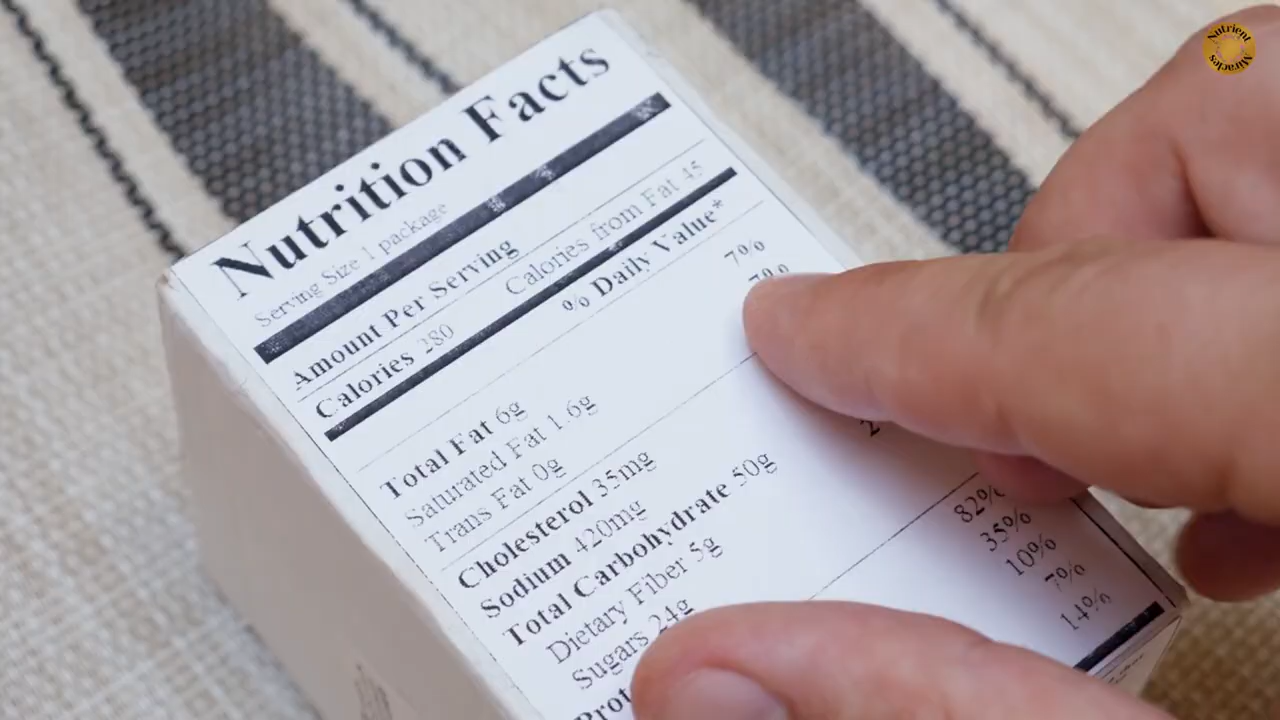 Nutrient
Miracles
Nutrition Facts
Serving Size 1 package
Amount Per Serving
Calories 280 Calories from Fat 45
% Daily Value*
Total Fat 6g 7%
Saturated Fat 1.6g
Trans Fat 0g
Cholesterol 35mg
Sodium 420mg
Total Carbohydrate 50g
Dietary Fiber 5g
Sugars 24g
82%
35%
10%
7%
14%